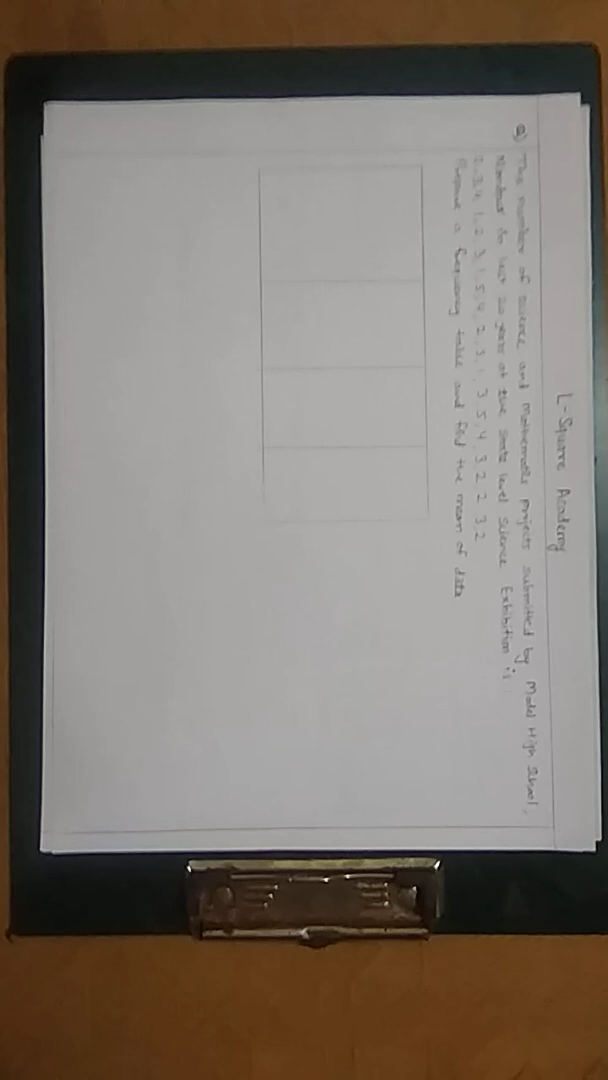 L-Square Academy
Q) The number of science and Mathematics projects submitted by Model High School,
Nandpur in last 20 years at the state level Science Exhibition is :
2, 3, 4, 1, 2, 3, 1, 5, 4, 2, 3, 1, 3, 5, 4, 3, 2, 2, 3, 2
Prepare a frequency table and find the mean of data